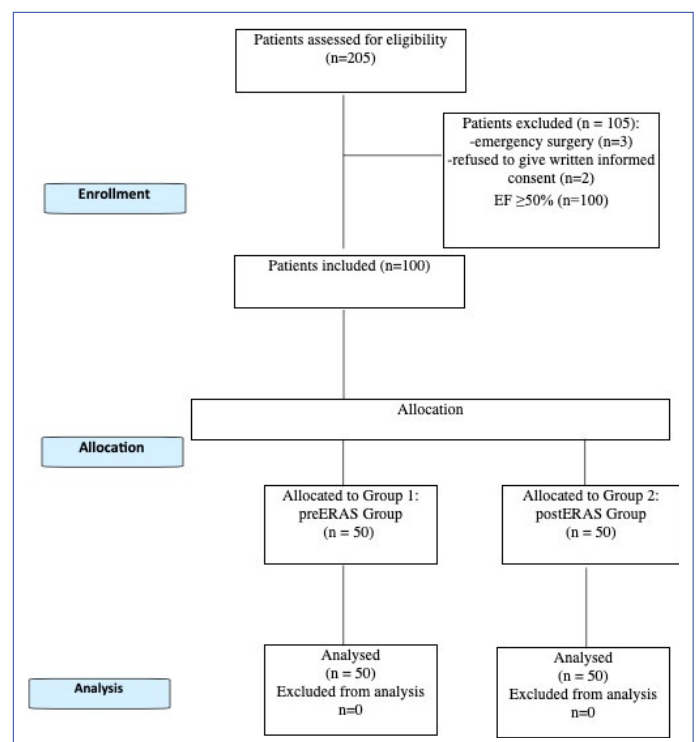 Patients assessed for eligibility
(n=205)
Patients excluded (n = 105):
-emergency surgery (n=3)
-refused to give written informed
consent (n=2)
EF ≥50% (n=100)
Enrollment
Patients included (n=100)
Allocation
Allocation
Allocated to Group 1:
preERAS Group
(n = 50)
Allocated to Group 2:
postERAS Group
(n = 50)
Analysis
Analysed
(n = 50)
Excluded from analysis
n=0
Analysed
(n = 50)
Excluded from analysis
n=0